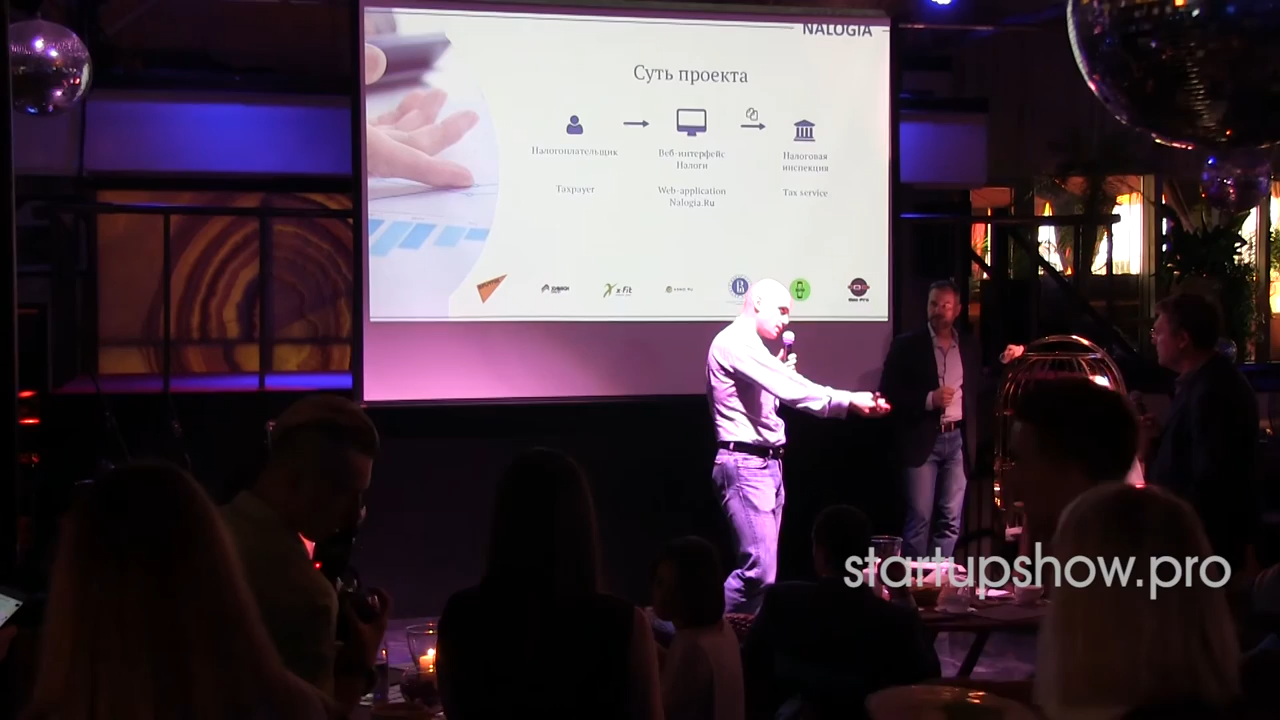 NALOGIA
Суть проекта
Налогоплательщик
Веб-интерфейс
Налоги
Налоговая
инспекция
Taxpayer
Web-application
Nalogia.Ru
Tax service
startupshow.pro